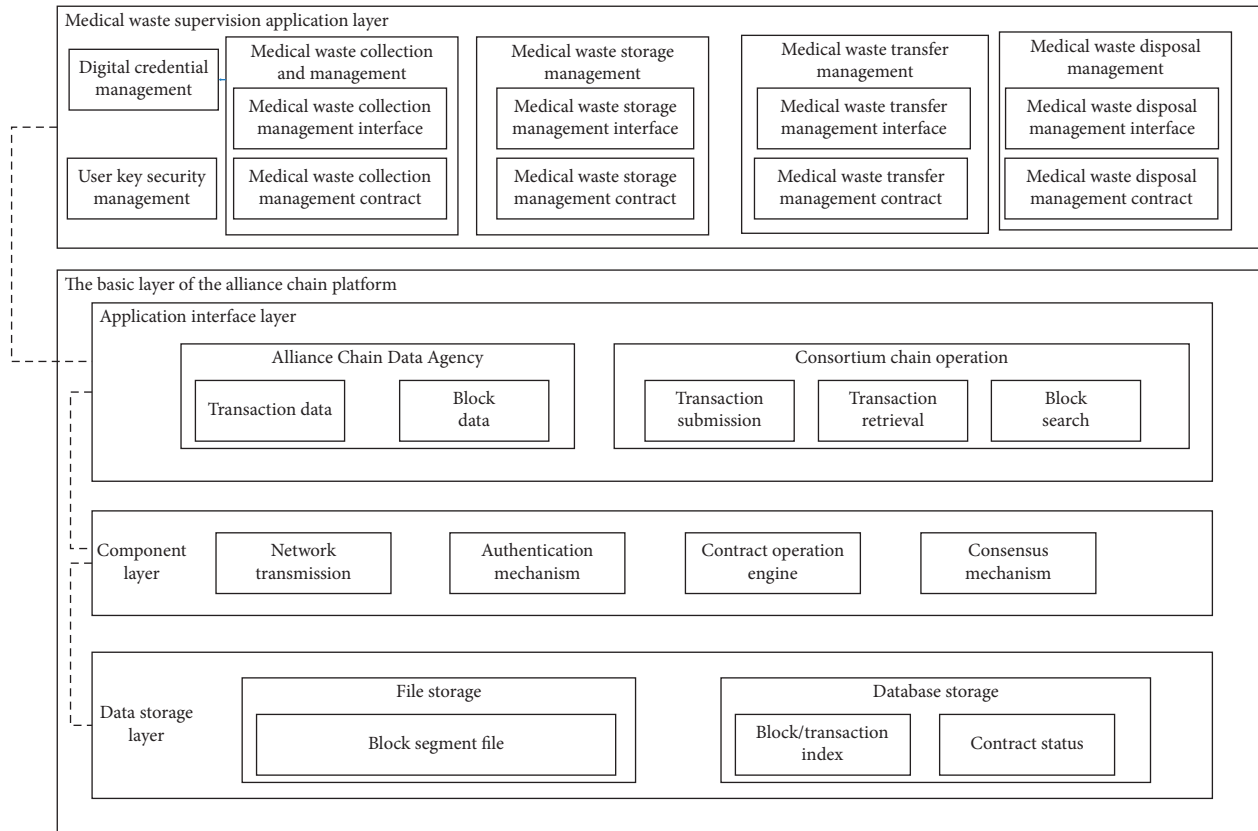 Medical waste supervision application layer
Digital credential
management
User key security
management
Medical waste collection
and management
Medical waste collection
management interface
Medical waste collection
management contract
Medical waste storage
management
Medical waste storage
management interface
Medical waste storage
management contract
Medical waste transfer
management
Medical waste transfer
management interface
Medical waste transfer
management contract
Medical waste disposal
management
Medical waste disposal
management interface
Medical waste disposal
management contract
The basic layer of the alliance chain platform
Application interface layer
Alliance Chain Data Agency
Transaction data
Block
data
Consortium chain operation
Transaction
submission
Transaction
retrieval
Block
search
Component
layer
Network
transmission
Authentication
mechanism
Contract operation
engine
Consensus
mechanism
Data storage
layer
File storage
Block segment file
Database storage
Block/transaction
index
Contract status